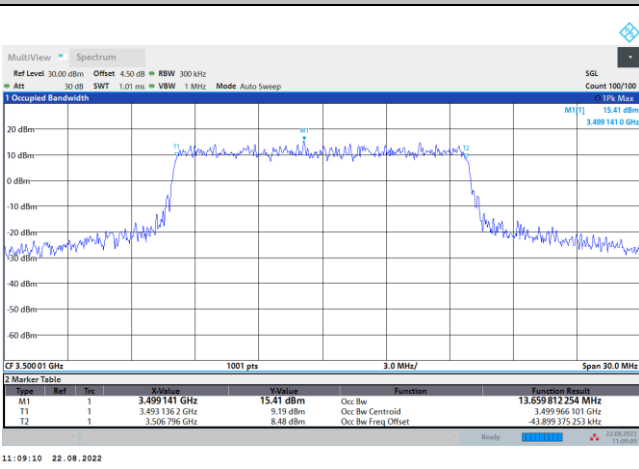 MultiView Spectrum
Ref Level 30.00 dBm Offset 4.50 dB RBW 300 kHz SGL
Att 30 dB SWT 1.01 ms VBW 1 MHz Mode Auto Sweep Count 100/100
1 Occupied Bandwidth 1Pk Max
M1[1] 15.41 dBm
3.499 141 0 GHz
20 dBm
M1
T1
T2
10 dBm
0 dBm
-10 dBm
-20 dBm
-30 dBm
-40 dBm
-50 dBm
-60 dBm
CF 3.500 01 GHz 1001 pts 3.0 MHz/ Span 30.0 MHz
2 Marker Table
Type Ref Trc X-Value Y-Value Function Function Result
M1 1 3.499 141 GHz 15.41 dBm Occ Bw 13.659 812 254 MHz
T1 1 3.493 136 2 GHz 9.19 dBm Occ Bw Centroid 3.499 966 101 GHz
T2 1 3.506 796 GHz 8.48 dBm Occ Bw Freq Offset -43.899 375 253 kHz
Ready 22.08.2022
11:09:09
11:09:10 22.08.2022